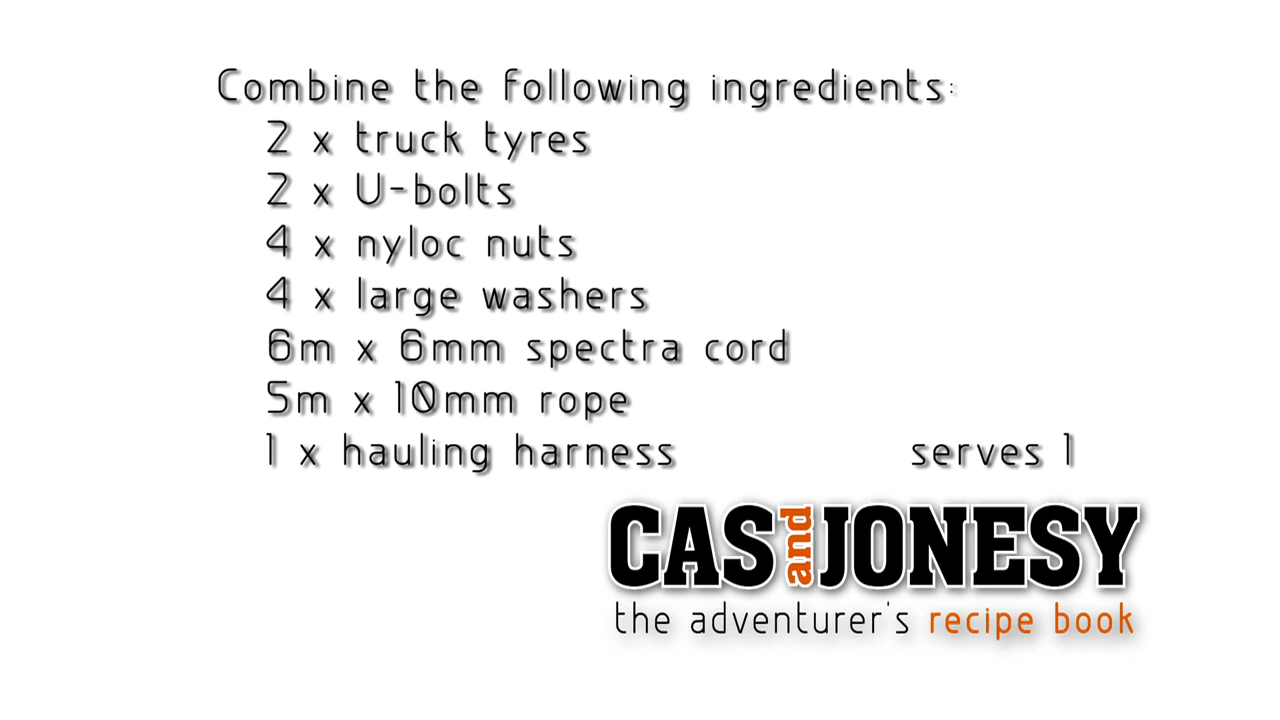 Combine the following ingredients:
2 x truck tyres
2 x U-bolts
4 x nyloc nuts
4 x large washers
6m x 6mm spectra cord
5m x 10mm rope
1 x hauling harness serves 1
CAS and JONESY
the adventurer's recipe book